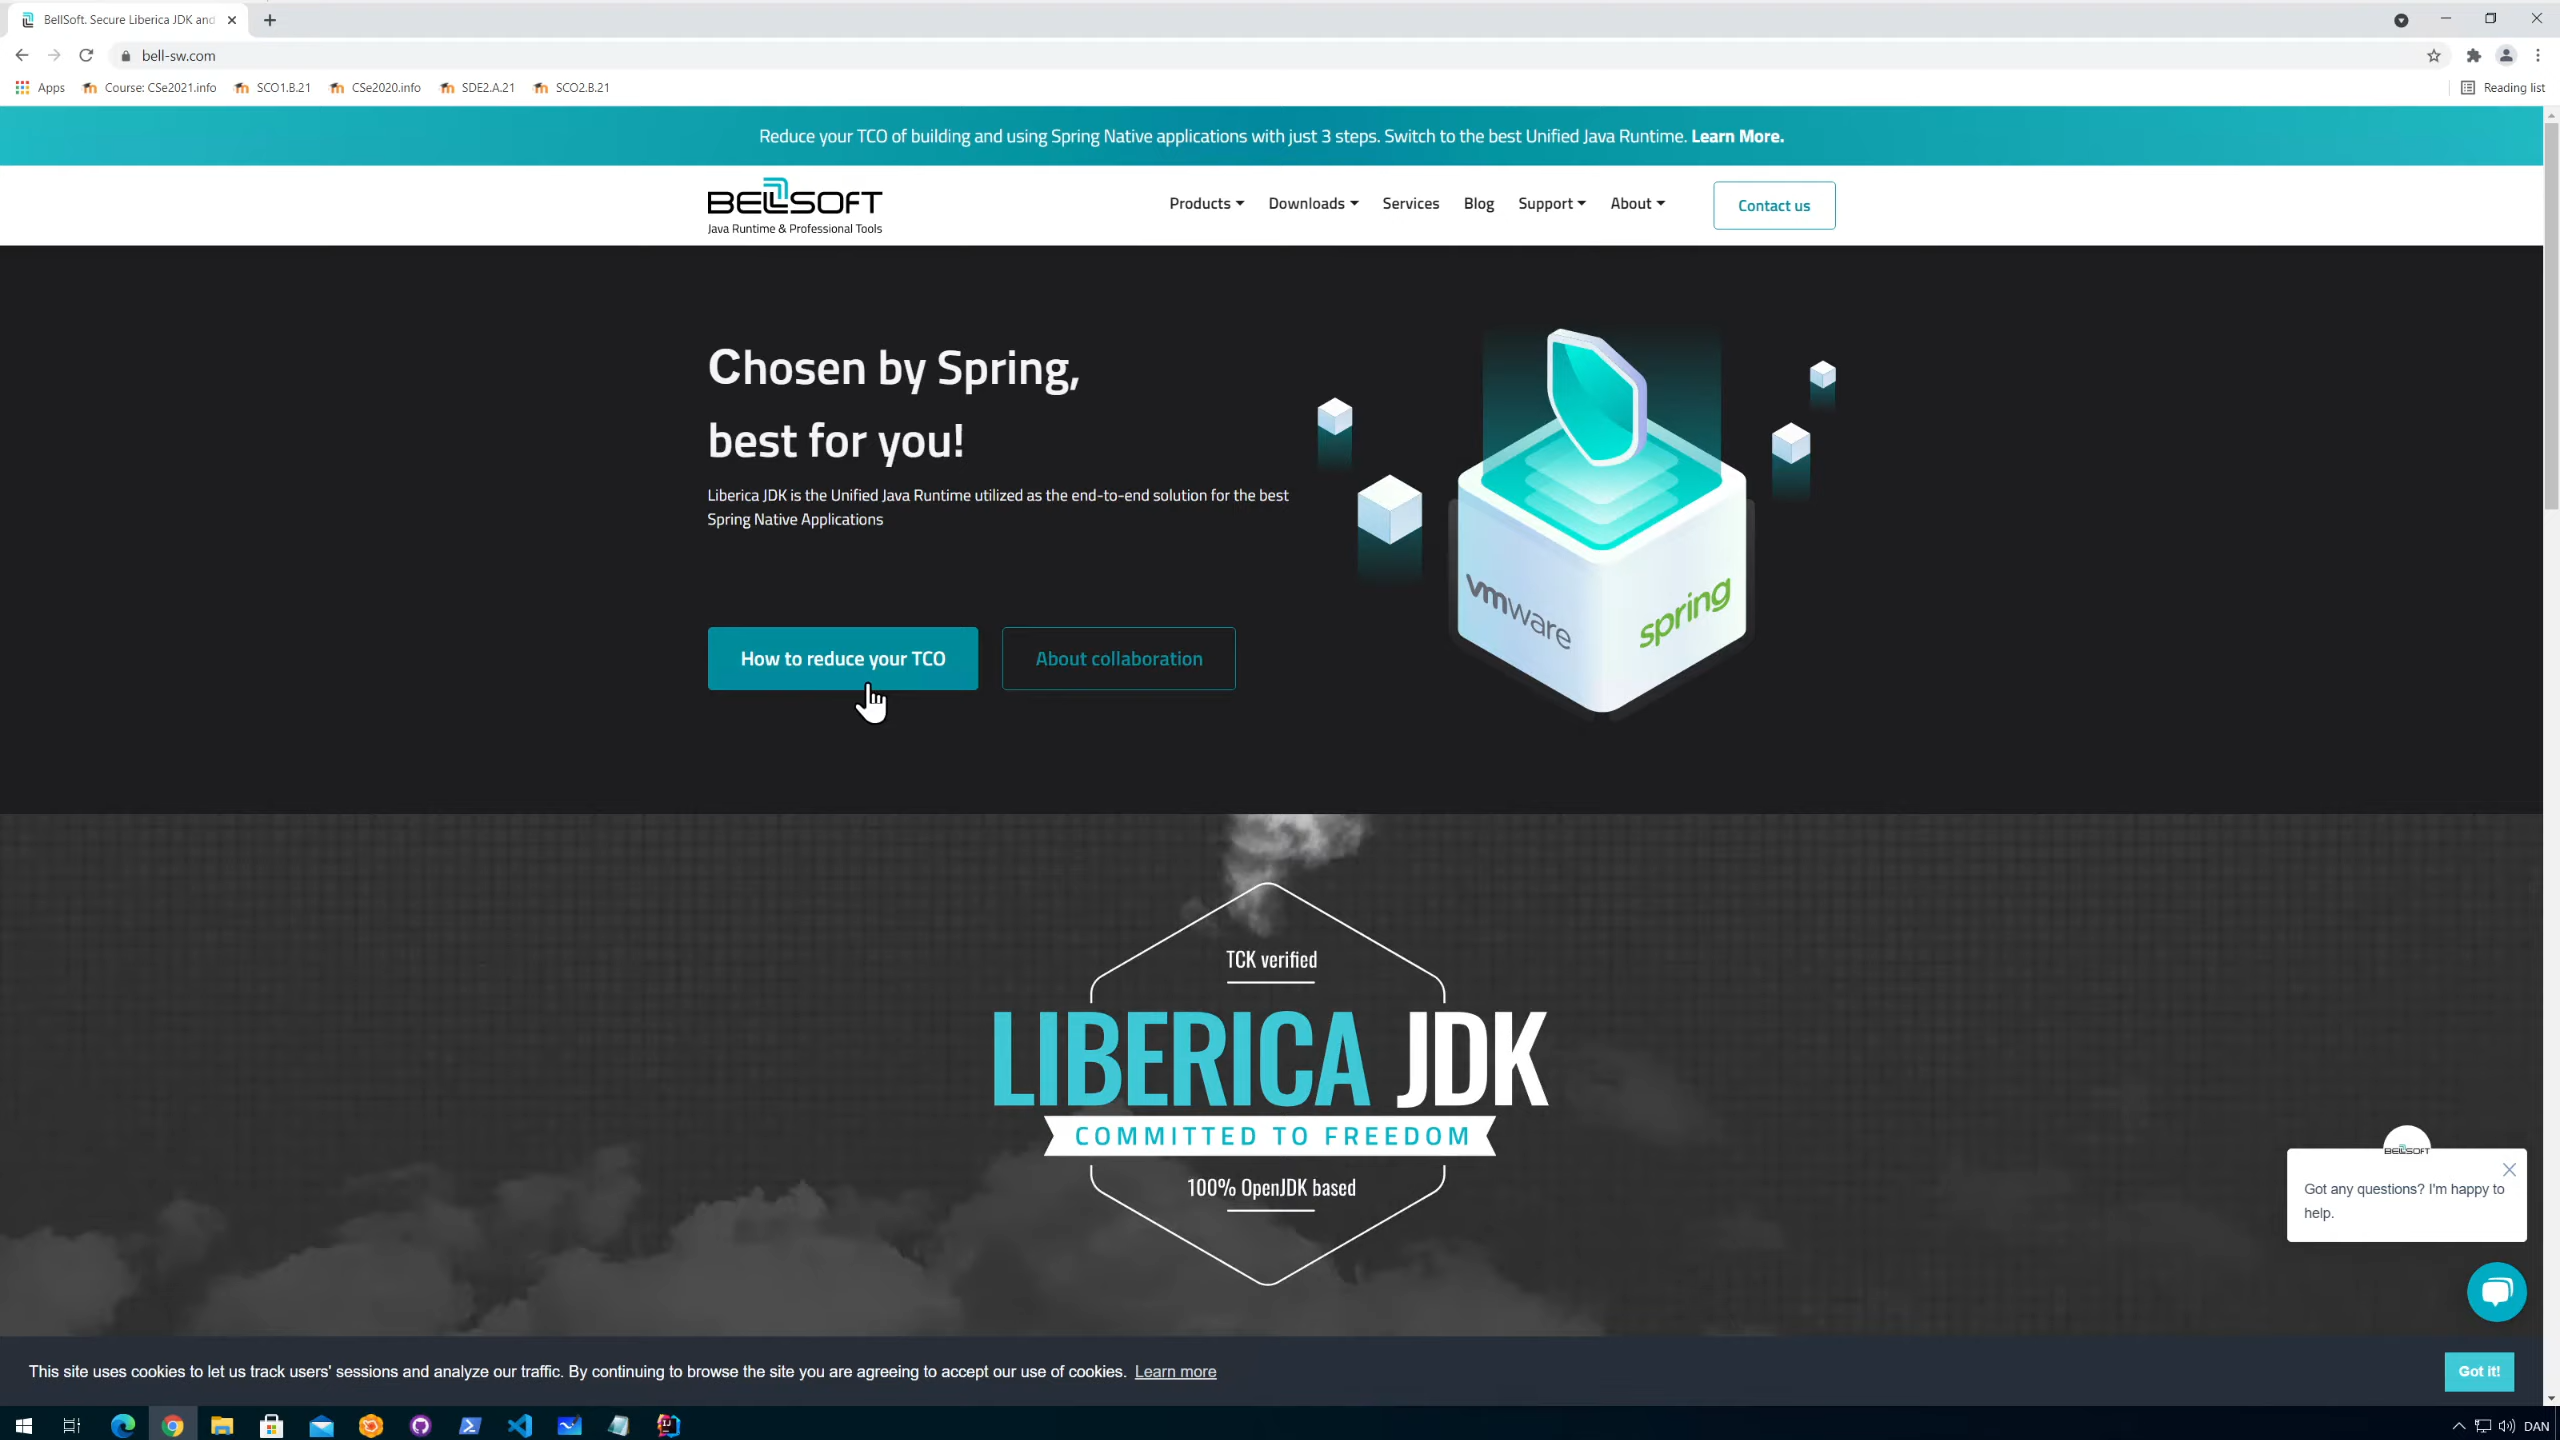 BellSoft. Secure Liberica JDK and
bell-sw.com
Apps
Course: CSe2021.info
SCO1.B.21
CSe2020.info
SDE2.A.21
SCO2.B.21
Reading list
Reduce your TCO of building and using Spring Native applications with just 3 steps. Switch to the best Unified Java Runtime. Learn More.
BELLSOFT
Java Runtime & Professional Tools
Products
Downloads
Services
Blog
Support
About
Contact us
Chosen by Spring,
best for you!
Liberica JDK is the Unified Java Runtime utilized as the end-to-end solution for the best
Spring Native Applications
How to reduce your TCO
About collaboration
vmware
spring
TCK verified
LIBERICA JDK
COMMITTED TO FREEDOM
100% OpenJDK based
BELLSOFT
Got any questions? I'm happy to
help.
This site uses cookies to let us track users' sessions and analyze our traffic. By continuing to browse the site you are agreeing to accept our use of cookies. Learn more
Got it!
DAN